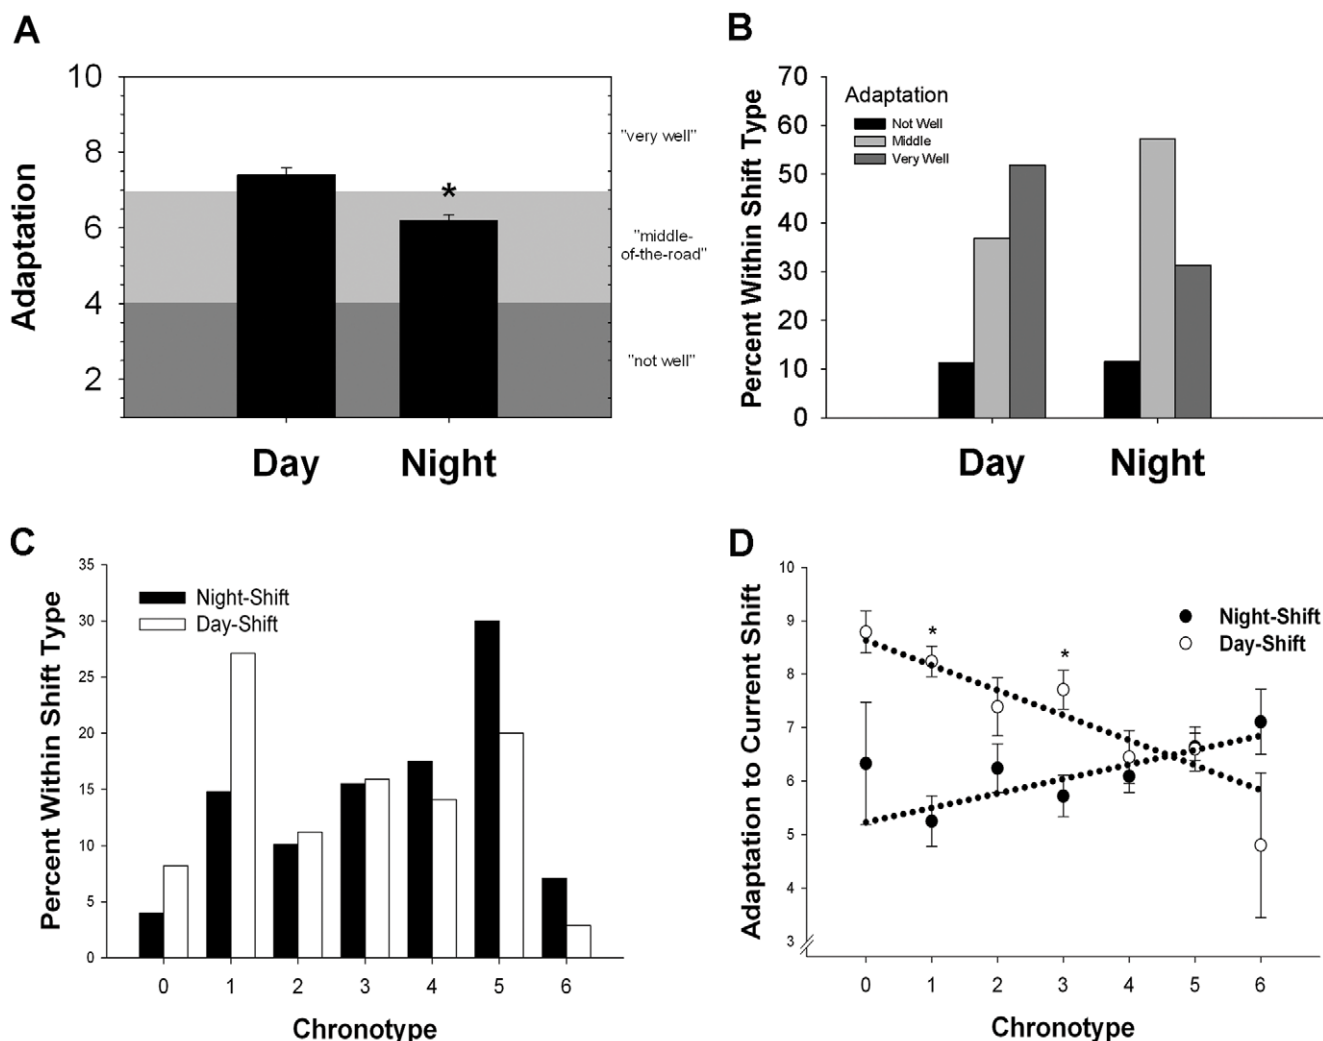 A
Adaptation
10
8
6
4
2
"very well"
"middle-
of-the-road"
"not well"
*
Day
Night
B
Percent Within Shift Type
70
60
50
40
30
20
10
0
Adaptation
Not Well
Middle
Very Well
Day
Night
C
Percent Within Shift Type
35
30
25
20
15
10
5
0
Night-Shift
Day-Shift
0 1 2 3 4 5 6
Chronotype
D
Adaptation to Current Shift
10
9
8
7
6
5
4
3
*
*
Night-Shift
Day-Shift
0 1 2 3 4 5 6
Chronotype